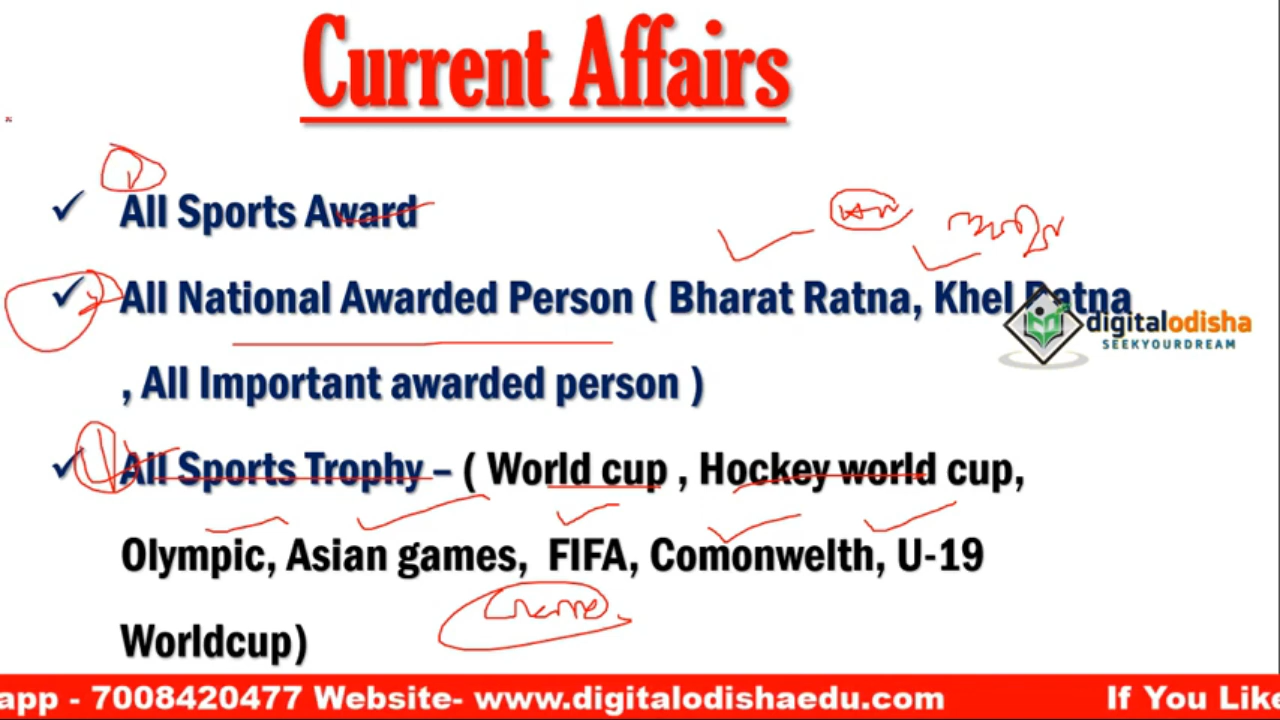 Current Affairs
✓ All Sports Award
✓ All National Awarded Person ( Bharat Ratna, Khel Ratna
, All Important awarded person )
digitalodisha
SEEKYOURDREAM
✓ All Sports Trophy – ( World cup , Hockey world cup,
Olympic, Asian games, FIFA, Comonwelth, U-19
Worldcup)
app - 7008420477 Website- www.digitalodishaedu.com If You Like